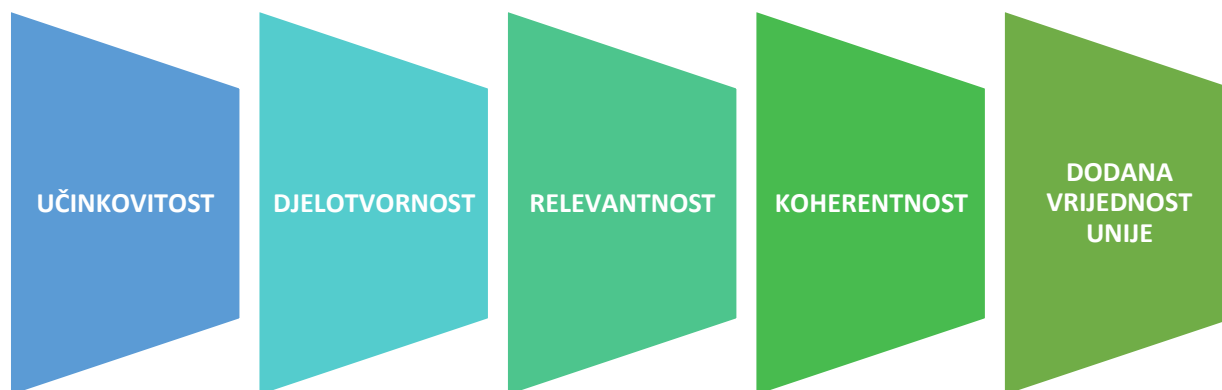 UČINKOVITOST
DJELOTVORNOST
RELEVANTNOST
KOHERENTNOST
DODANA
VRIJEDNOST
UNIJE